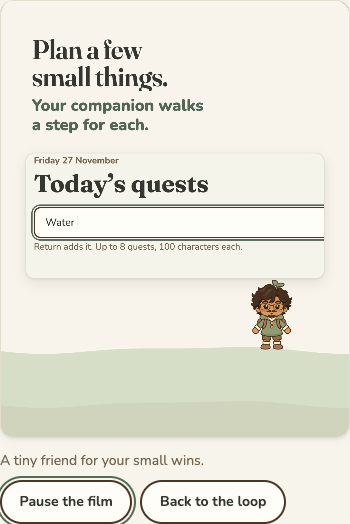 Plan a few
small things.
Your companion walks
a step for each.
Friday 27 November
Today’s quests
Water
Return adds it. Up to 8 quests, 100 characters each.
A tiny friend for your small wins.
Pause the film
Back to the loop